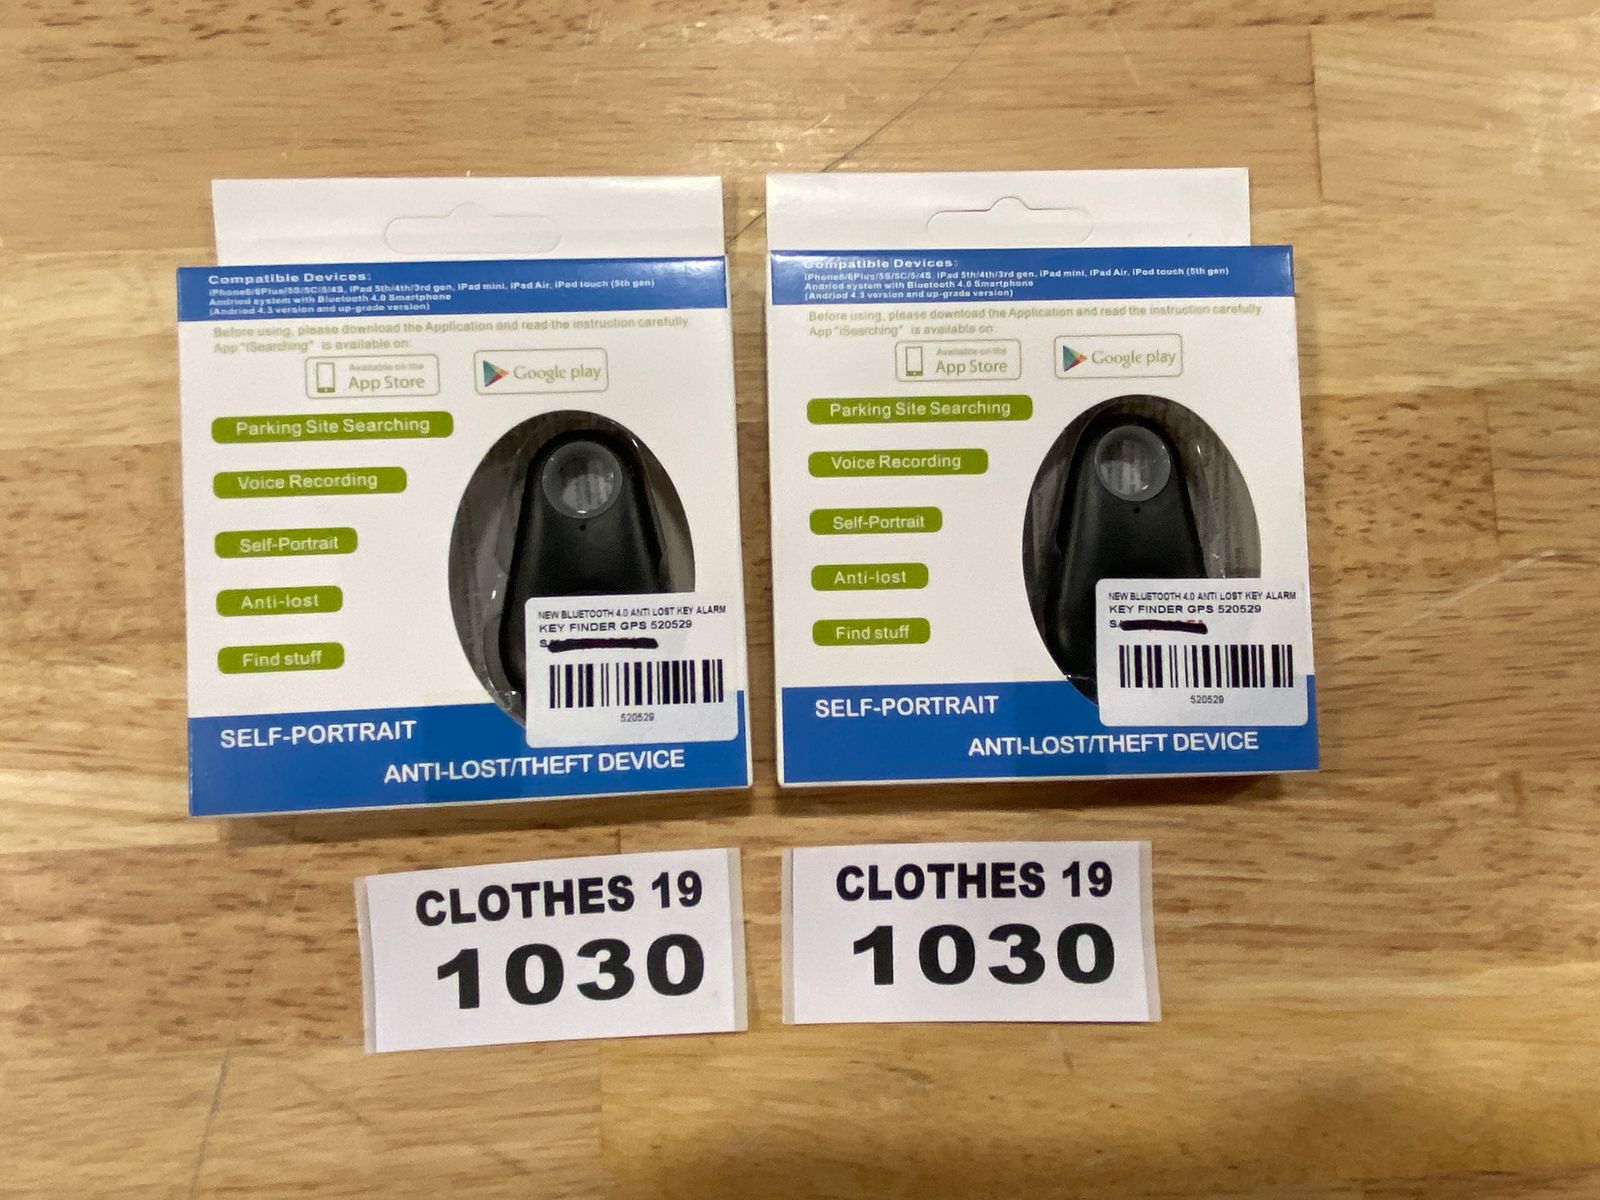 Compatible Devices:
iPhone6/6Plus/5S/5C/5/4S, iPad 5th/4th/3rd gen, iPad mini, iPad Air, iPod touch (5th gen)
Andriod system with Bluetooth 4.0 Smartphone
(Andriod 4.3 version and up-grade version)
Before using, please download the Application and read the instruction carefully.
App "iSearching" is available on:
Available on the
App Store
Google play
Parking Site Searching
Voice Recording
Self-Portrait
Anti-lost
Find stuff
NEW BLUETOOTH 4.0 ANTI LOST KEY ALARM
KEY FINDER GPS 520529
520529
SELF-PORTRAIT
ANTI-LOST/THEFT DEVICE
Compatible Devices:
iPhone6/6Plus/5S/5C/5/4S, iPad 5th/4th/3rd gen, iPad mini, iPad Air, iPod touch (5th gen)
Andriod system with Bluetooth 4.0 Smartphone
(Andriod 4.3 version and up-grade version)
Before using, please download the Application and read the instruction carefully.
App "iSearching" is available on:
Available on the
App Store
Google play
Parking Site Searching
Voice Recording
Self-Portrait
Anti-lost
Find stuff
NEW BLUETOOTH 4.0 ANTI LOST KEY ALARM
KEY FINDER GPS 520529
520529
SELF-PORTRAIT
ANTI-LOST/THEFT DEVICE
CLOTHES 19
1030
CLOTHES 19
1030